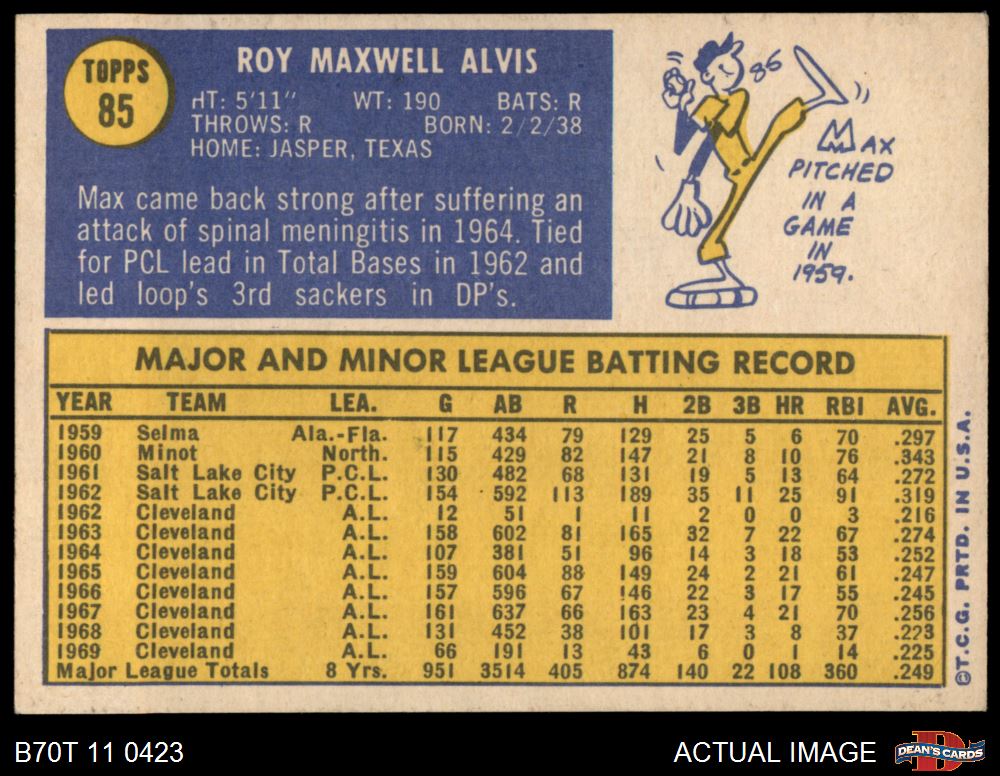 TOPPS
85
ROY MAXWELL ALVIS
HT: 5'11" WT: 190 BATS: R
THROWS: R BORN: 2/2/38
HOME: JASPER, TEXAS
Max came back strong after suffering an
attack of spinal meningitis in 1964. Tied
for PCL lead in Total Bases in 1962 and
led loop's 3rd sackers in DP's.
85
MAX
PITCHED
IN A
GAME
IN
1959.
MAJOR AND MINOR LEAGUE BATTING RECORD
YEAR TEAM LEA. G AB R H 2B 3B HR RBI AVG.
1959 Selma Ala.-Fla. 117 434 79 129 25 5 6 70 .297
1960 Minot North. 115 429 82 147 21 8 10 76 .343
1961 Salt Lake City P.C.L. 130 482 68 131 19 5 13 64 .272
1962 Salt Lake City P.C.L. 154 592 113 189 35 11 25 91 .319
1962 Cleveland A.L. 12 51 1 11 2 0 0 3 .216
1963 Cleveland A.L. 158 602 81 165 32 7 22 67 .274
1964 Cleveland A.L. 107 381 51 96 14 3 18 53 .252
1965 Cleveland A.L. 159 604 88 149 24 2 21 61 .247
1966 Cleveland A.L. 157 596 67 146 22 3 17 55 .245
1967 Cleveland A.L. 161 637 66 163 23 4 21 70 .256
1968 Cleveland A.L. 131 452 38 101 17 3 8 37 .223
1969 Cleveland A.L. 66 191 13 43 6 0 1 14 .225
Major League Totals 8 Yrs. 951 3514 405 874 140 22 108 360 .249
©T.C.G. PRTD. IN U.S.A.
B70T 11 0423
ACTUAL IMAGE
D
DEAN'S CARDS